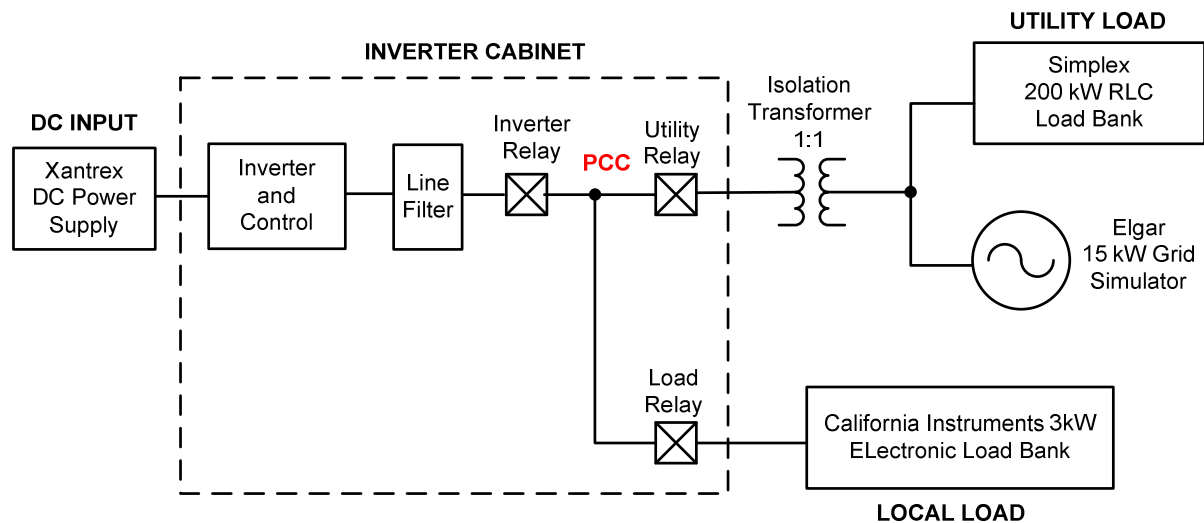 UTILITY LOAD
Simplex
200 kW RLC
Load Bank
INVERTER CABINET
Isolation
Transformer
1:1
DC INPUT
Xantrex
DC Power
Supply
Inverter
and
Control
Line
Filter
Inverter
Relay
PCC
Utility
Relay
Elgar
15 kW Grid
Simulator
Load
Relay
California Instruments 3kW
ELectronic Load Bank
LOCAL LOAD